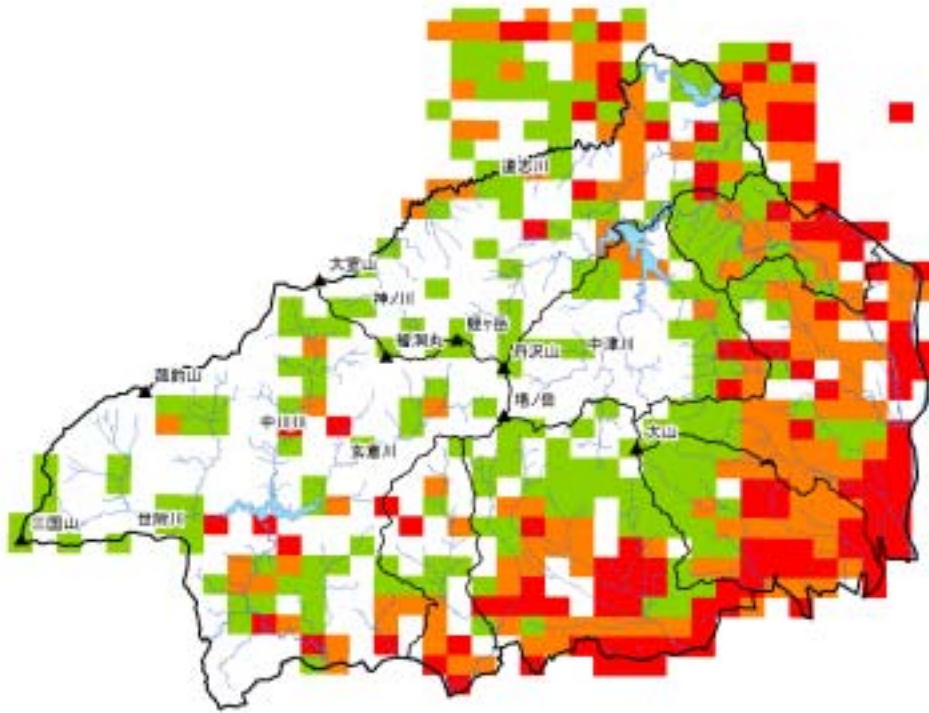 道志川
大室山
神ノ川
蛭ヶ岳
檜洞丸
丹沢山
中津川
菰釣山
塔ノ岳
中川川
大山
玄倉川
三国山
世附川